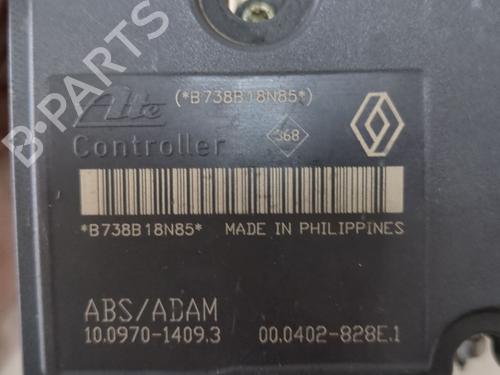 (*B738B18N85*)
Ate
368
Controller
*B738B18N85* MADE IN PHILIPPINES
ABS/ADAM
10.0970-1409.3 00.0402-828E.1
B-PARTS